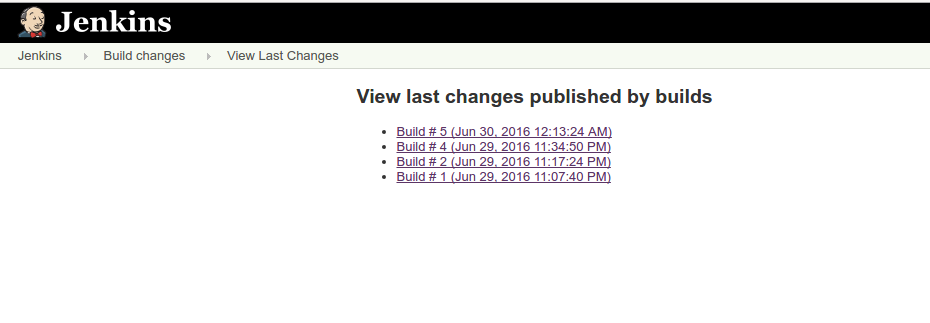 Jenkins
Jenkins Build changes View Last Changes
View last changes published by builds
Build # 5 (Jun 30, 2016 12:13:24 AM)
Build # 4 (Jun 29, 2016 11:34:50 PM)
Build # 2 (Jun 29, 2016 11:17:24 PM)
Build # 1 (Jun 29, 2016 11:07:40 PM)